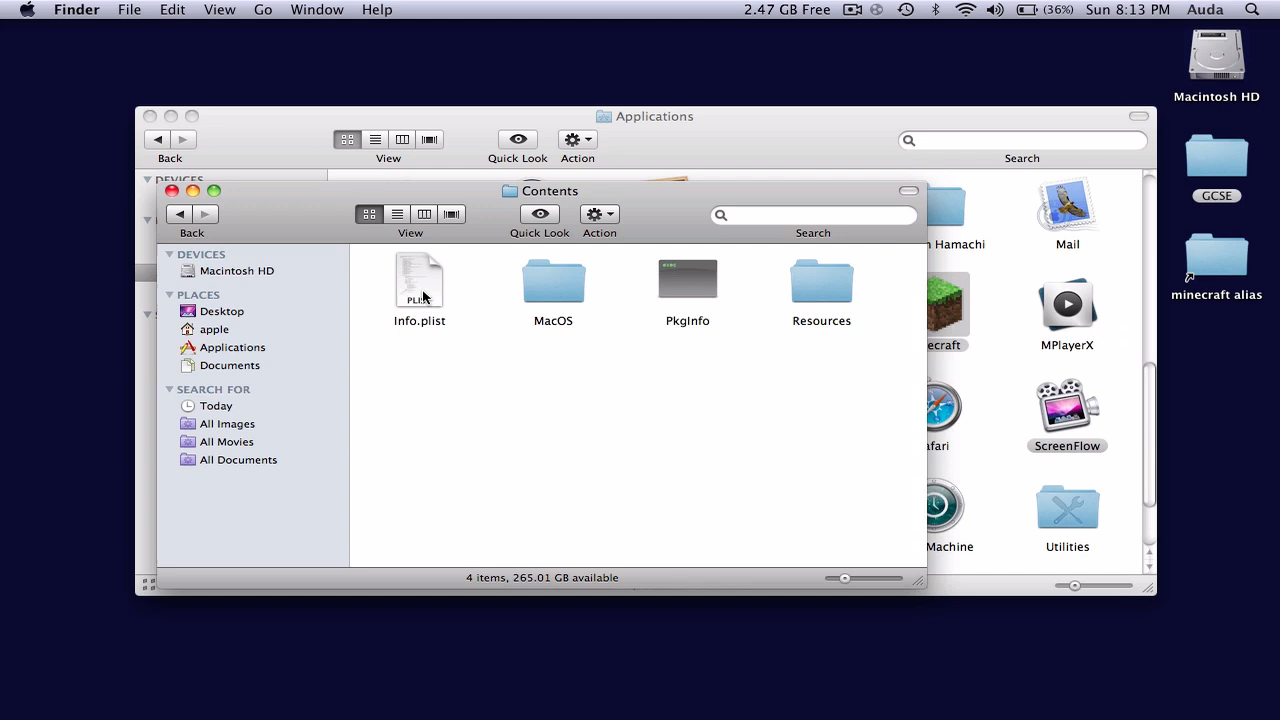 Finder File Edit View Go Window Help 2.47 GB Free (36%) Sun 8:13 PM Auda
Macintosh HD
GCSE
minecraft alias
Applications
Back View Quick Look Action Search
DEVICES
Contents
Back View Quick Look Action Search
DEVICES
Macintosh HD
PLACES
Desktop
apple
Applications
Documents
SEARCH FOR
Today
All Images
All Movies
All Documents
Info.plist MacOS PkgInfo Resources
4 items, 265.01 GB available
Hamachi Mail
ecraft MPlayerX
afari ScreenFlow
Machine Utilities